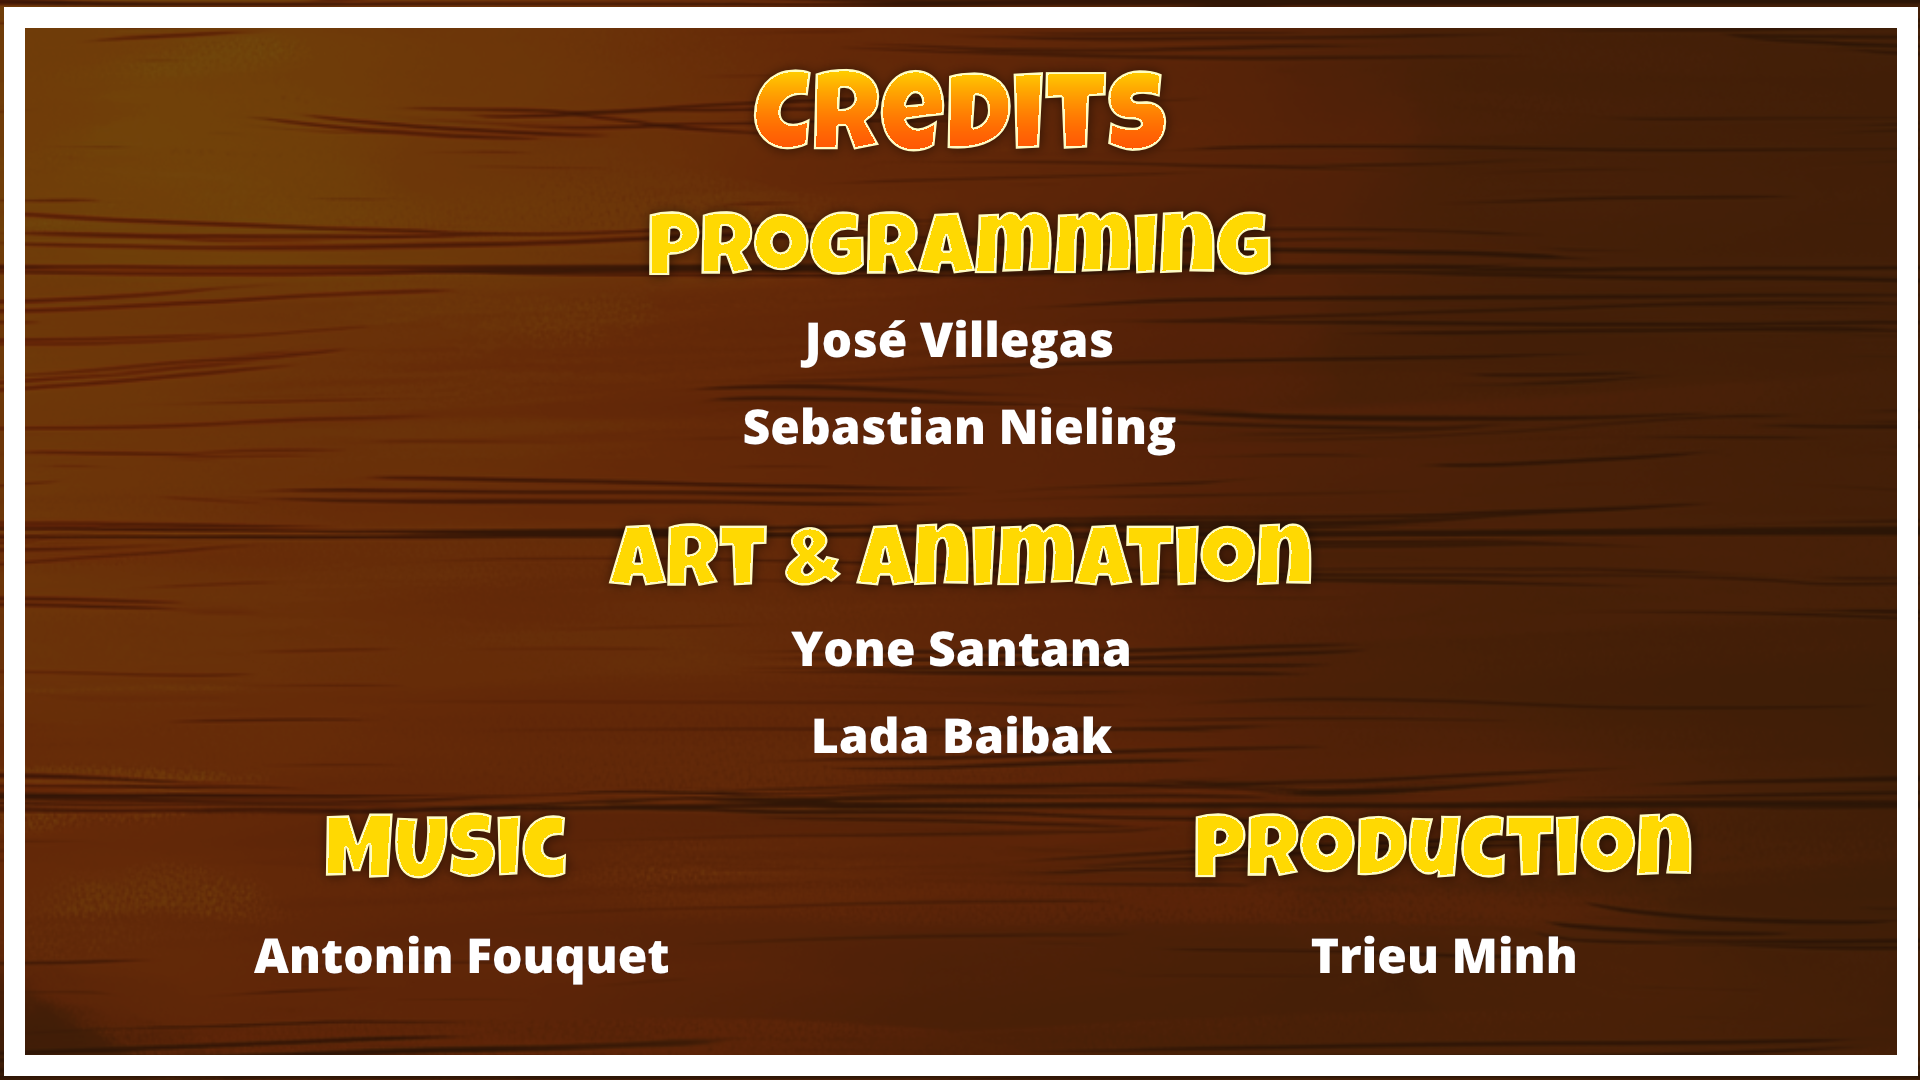 CREDITS
PROGRAMMING
José Villegas
Sebastian Nieling
ART & ANIMATION
Yone Santana
Lada Baibak
MUSIC
Antonin Fouquet
PRODUCTION
Trieu Minh